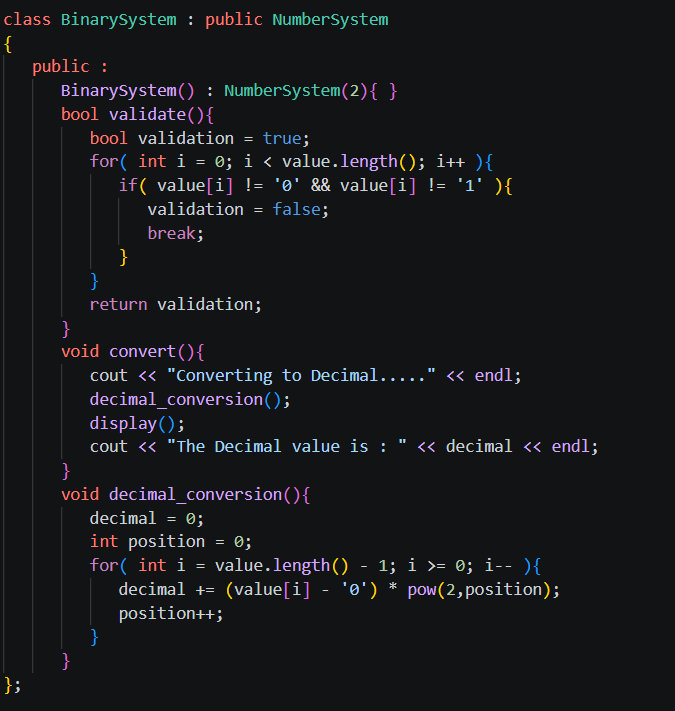 class BinarySystem : public NumberSystem
{
public :
BinarySystem() : NumberSystem(2){ }
bool validate(){
bool validation = true;
for( int i = 0; i < value.length(); i++ ){
if( value[i] != '0' && value[i] != '1' ){
validation = false;
break;
}
}
return validation;
}
void convert(){
cout << "Converting to Decimal....." << endl;
decimal_conversion();
display();
cout << "The Decimal value is : " << decimal << endl;
}
void decimal_conversion(){
decimal = 0;
int position = 0;
for( int i = value.length() - 1; i >= 0; i-- ){
decimal += (value[i] - '0') * pow(2,position);
position++;
}
}
};